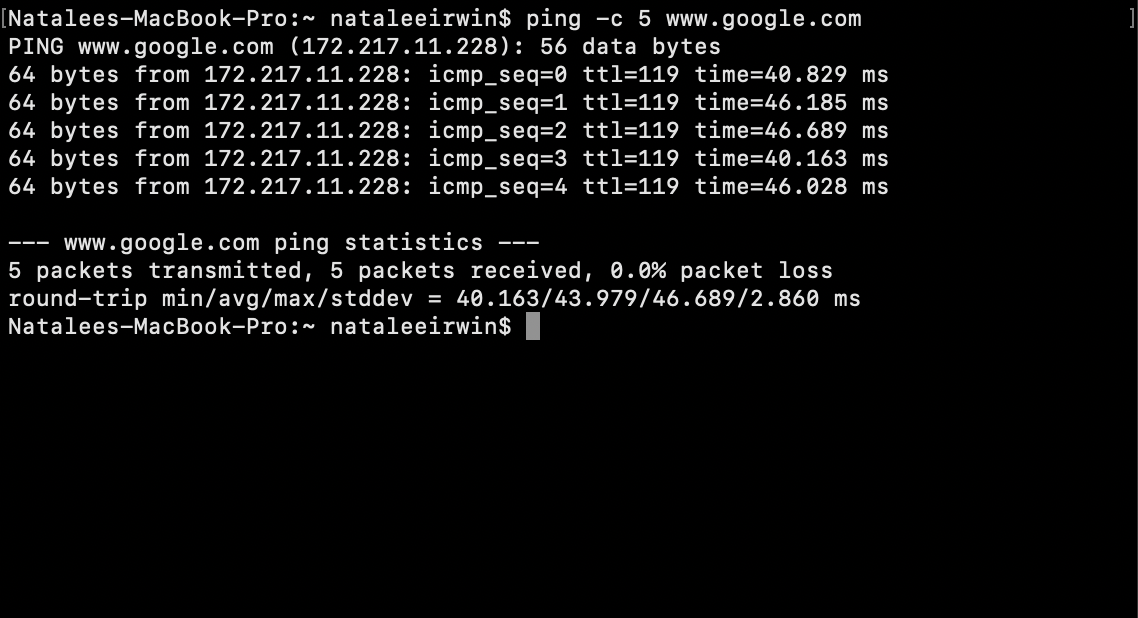 [Natalees-MacBook-Pro:~ nataleeirwin$ ping -c 5 www.google.com ]
PING www.google.com (172.217.11.228): 56 data bytes
64 bytes from 172.217.11.228: icmp_seq=0 ttl=119 time=40.829 ms
64 bytes from 172.217.11.228: icmp_seq=1 ttl=119 time=46.185 ms
64 bytes from 172.217.11.228: icmp_seq=2 ttl=119 time=46.689 ms
64 bytes from 172.217.11.228: icmp_seq=3 ttl=119 time=40.163 ms
64 bytes from 172.217.11.228: icmp_seq=4 ttl=119 time=46.028 ms
--- www.google.com ping statistics ---
5 packets transmitted, 5 packets received, 0.0% packet loss
round-trip min/avg/max/stddev = 40.163/43.979/46.689/2.860 ms
Natalees-MacBook-Pro:~ nataleeirwin$